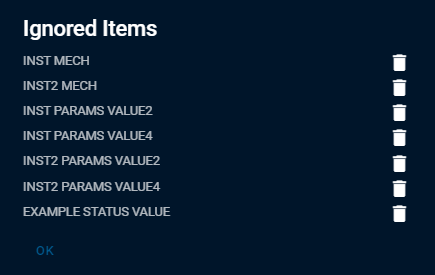 Ignored Items
INST MECH
INST2 MECH
INST PARAMS VALUE2
INST PARAMS VALUE4
INST2 PARAMS VALUE2
INST2 PARAMS VALUE4
EXAMPLE STATUS VALUE
OK